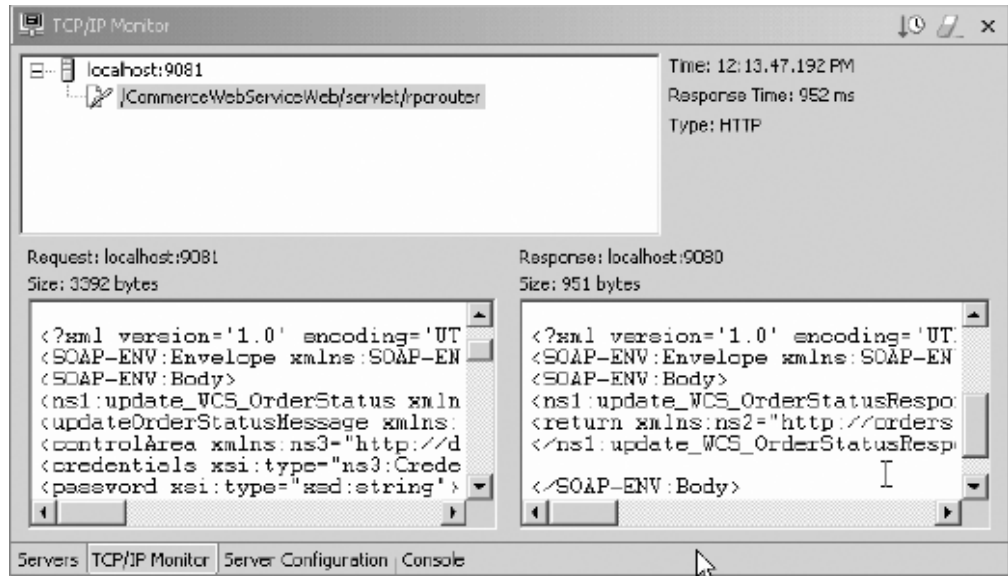 TCP/IP Monitor
localhost:9081
/CommerceWebServiceWeb/servlet/rpcrouter
Time: 12:13.47.192 PM
Response Time: 952 ms
Type: HTTP
Request: localhost:9081
Size: 3392 bytes
<?xml version='1.0' encoding='UT
<SOAP-ENV:Envelope xmlns:SOAP-EN
<SOAP-ENV:Body>
<ns1:update_WCS_OrderStatus xmln
<updateOrderStatusMessage xmlns:
<controlArea xmlns:ns3="http://d
<credentials xsi:type="ns3:Crede
<password xsi:type="xsd:string">
Response: localhost:9080
Size: 951 bytes
<?xml version='1.0' encoding='UT
<SOAP-ENV:Envelope xmlns:SOAP-EN
<SOAP-ENV:Body>
<ns1:update_WCS_OrderStatusRespo
<return xmlns:ns2="http://orders
</ns1:update_WCS_OrderStatusResp
</SOAP-ENV:Body>
Servers TCP/IP Monitor Server Configuration Console